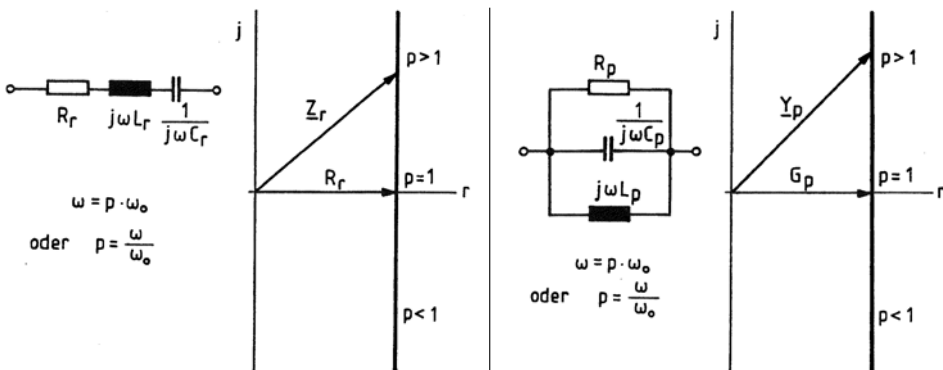 j
p>1
Z_r
R_r jωL_r 1/(jωC_r)
R_r p=1 r
ω = p · ω₀
oder p = ω/ω₀
p<1
j
p>1
R_p
Y_p
1/(jωC_p)
G_p p=1 r
jωL_p
ω = p · ω₀
oder p = ω/ω₀
p<1